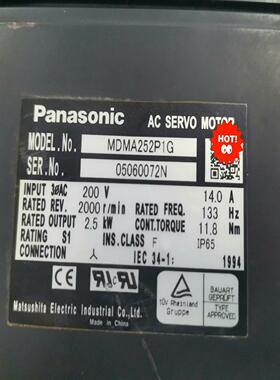 Panasonic AC SERVO MOTOR
HOT!
MODEL.No. MDMA252P1G
SER.No. 05060072N
INPUT 3ØAC 200 V 14.0 A
RATED REV. 2000 r/min RATED FREQ. 133 Hz
RATED OUTPUT 2.5 kW CONT. TORQUE 11.8 Nm
RATING S1 INS.CLASS F IP65
CONNECTION IEC 34-1: 1994
Matsushita Electric Industrial Co.,Ltd.
Made in China
TÜV Rheinland
Gruppe
BAUART
GEPRÜFT
TYPE
APPROVED